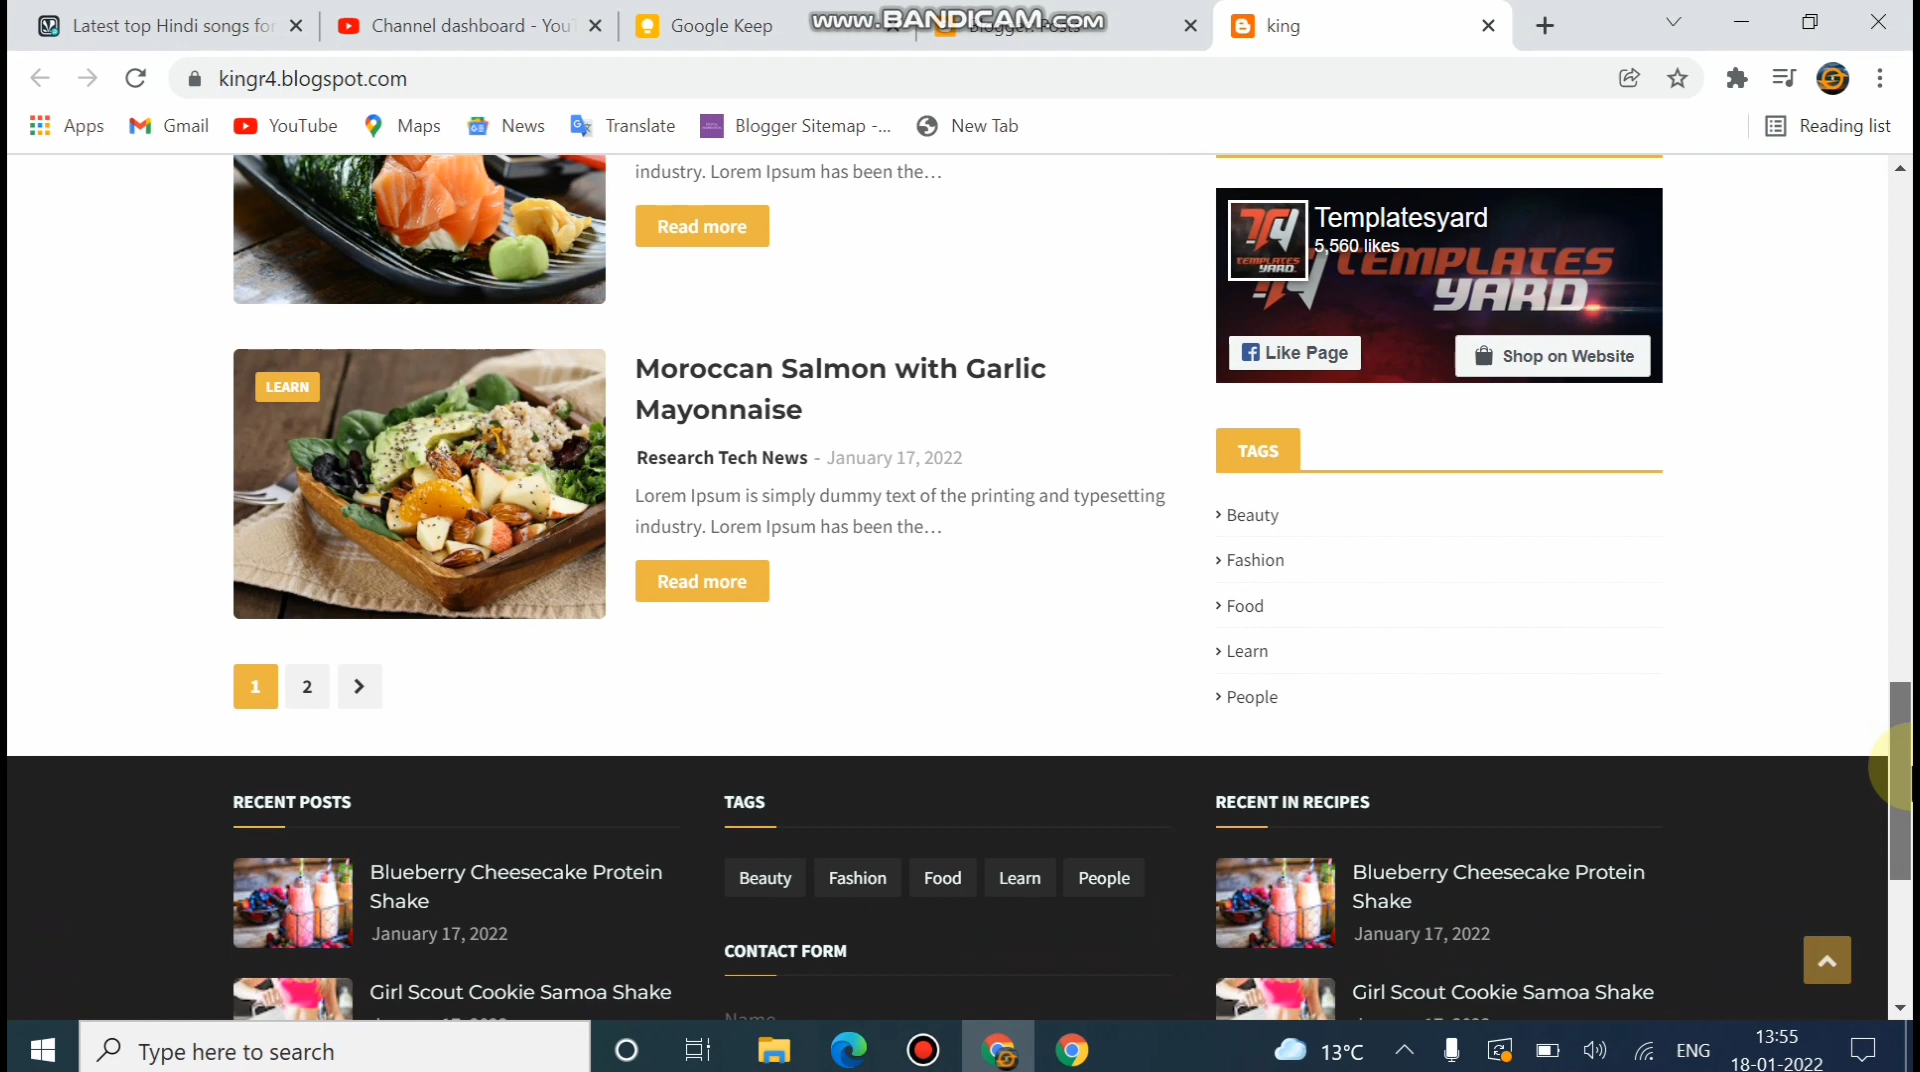 Latest top Hindi songs for
Channel dashboard - YouT
Google Keep
www.BANDICAM.com
Blogger: Posts
king
kingr4.blogspot.com
Apps
Gmail
YouTube
Maps
News
Translate
Blogger Sitemap -...
New Tab
Reading list
industry. Lorem Ipsum has been the…
Read more
LEARN
Moroccan Salmon with Garlic
Mayonnaise
Research Tech News - January 17, 2022
Lorem Ipsum is simply dummy text of the printing and typesetting
industry. Lorem Ipsum has been the…
Read more
1
2
Templatesyard
5,560 likes
TEMPLATES
YARD
TEMPLATES
YARD
Like Page
Shop on Website
TAGS
Beauty
Fashion
Food
Learn
People
RECENT POSTS
Blueberry Cheesecake Protein
Shake
January 17, 2022
Girl Scout Cookie Samoa Shake
TAGS
Beauty
Fashion
Food
Learn
People
CONTACT FORM
Name
RECENT IN RECIPES
Blueberry Cheesecake Protein
Shake
January 17, 2022
Girl Scout Cookie Samoa Shake
Type here to search
13°C
ENG
13:55
18-01-2022